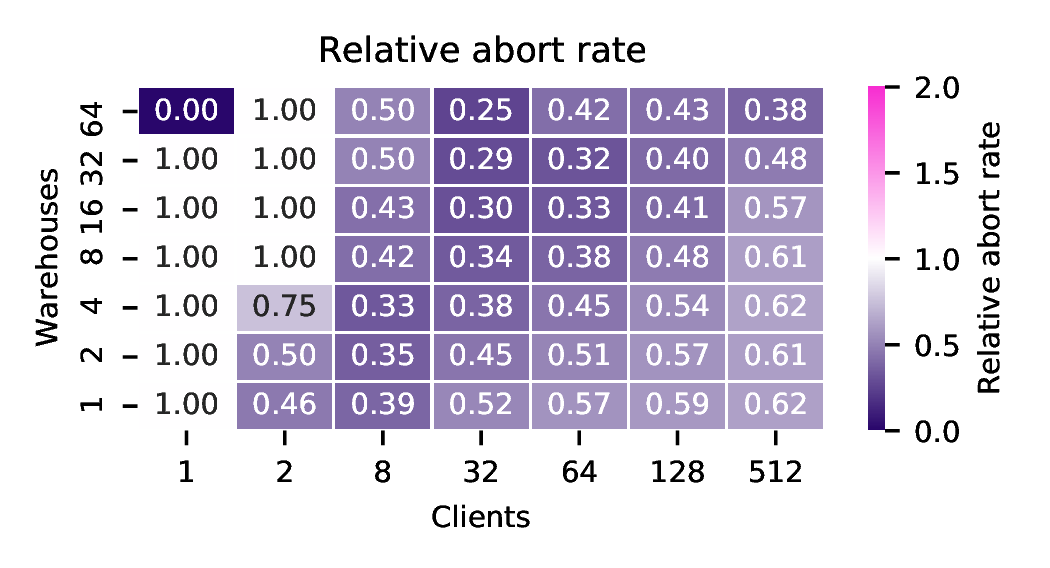 Relative abort rate
64 0.00 1.00 0.50 0.25 0.42 0.43 0.38
32 1.00 1.00 0.50 0.29 0.32 0.40 0.48
16 1.00 1.00 0.43 0.30 0.33 0.41 0.57
8 1.00 1.00 0.42 0.34 0.38 0.48 0.61
4 1.00 0.75 0.33 0.38 0.45 0.54 0.62
2 1.00 0.50 0.35 0.45 0.51 0.57 0.61
1 1.00 0.46 0.39 0.52 0.57 0.59 0.62
1 2 8 32 64 128 512
Clients
Warehouses
2.0
1.5
1.0
0.5
0.0
Relative abort rate